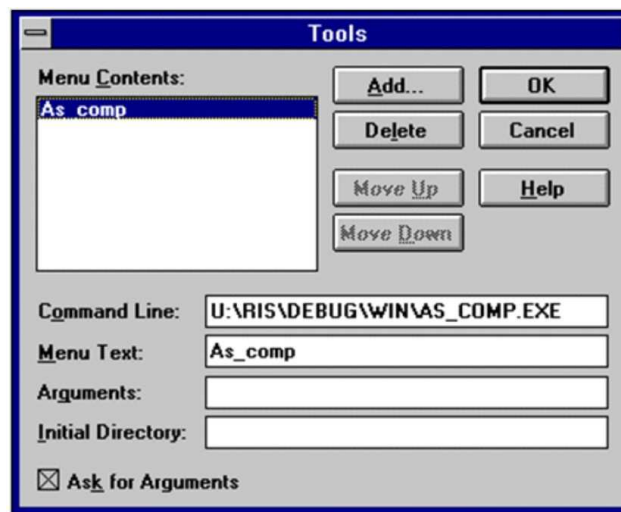 Tools
Menu Contents:
As_comp
Add...
OK
Delete
Cancel
Move Up
Help
Move Down
Command Line: U:\RIS\DEBUG\WIN\AS_COMP.EXE
Menu Text: As_comp
Arguments:
Initial Directory:
Ask for Arguments